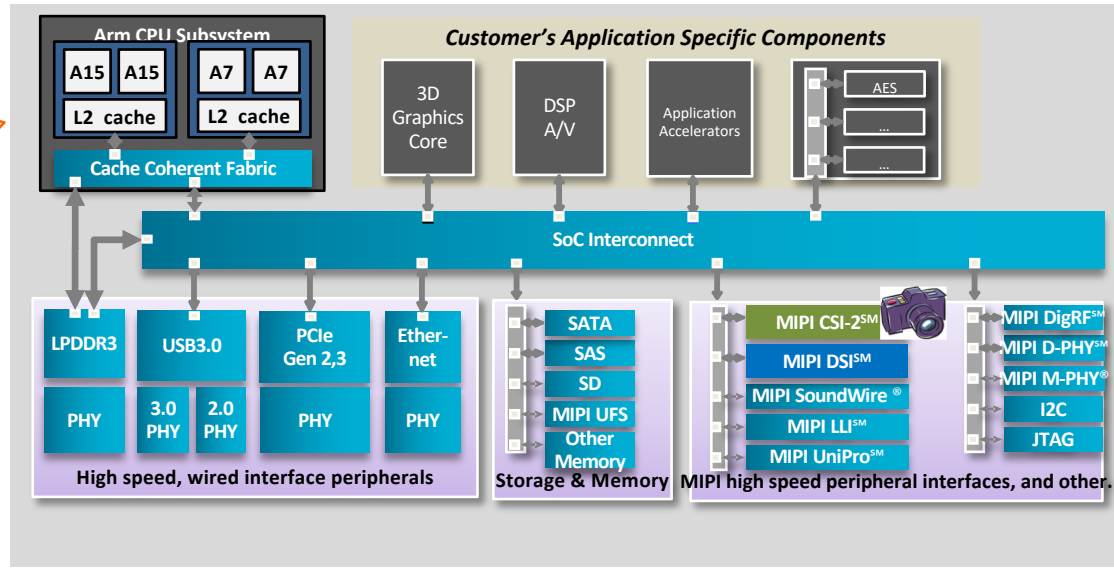 Arm CPU Subsystem
A15
A15
A7
A7
L2 cache
L2 cache
Cache Coherent Fabric
Customer's Application Specific Components
3D
Graphics
Core
DSP
A/V
Application
Accelerators
AES
...
...
SoC Interconnect
LPDDR3
PHY
USB3.0
3.0
PHY
2.0
PHY
PCIe
Gen 2,3
PHY
Ether-
net
PHY
High speed, wired interface peripherals
SATA
SAS
SD
MIPI UFS
Other
Memory
Storage & Memory
MIPI CSI-2℠
MIPI DSI℠
MIPI SoundWire ®
MIPI LLI℠
MIPI UniPro℠
MIPI DigRF℠
MIPI D-PHY℠
MIPI M-PHY®
I2C
JTAG
MIPI high speed peripheral interfaces, and other.